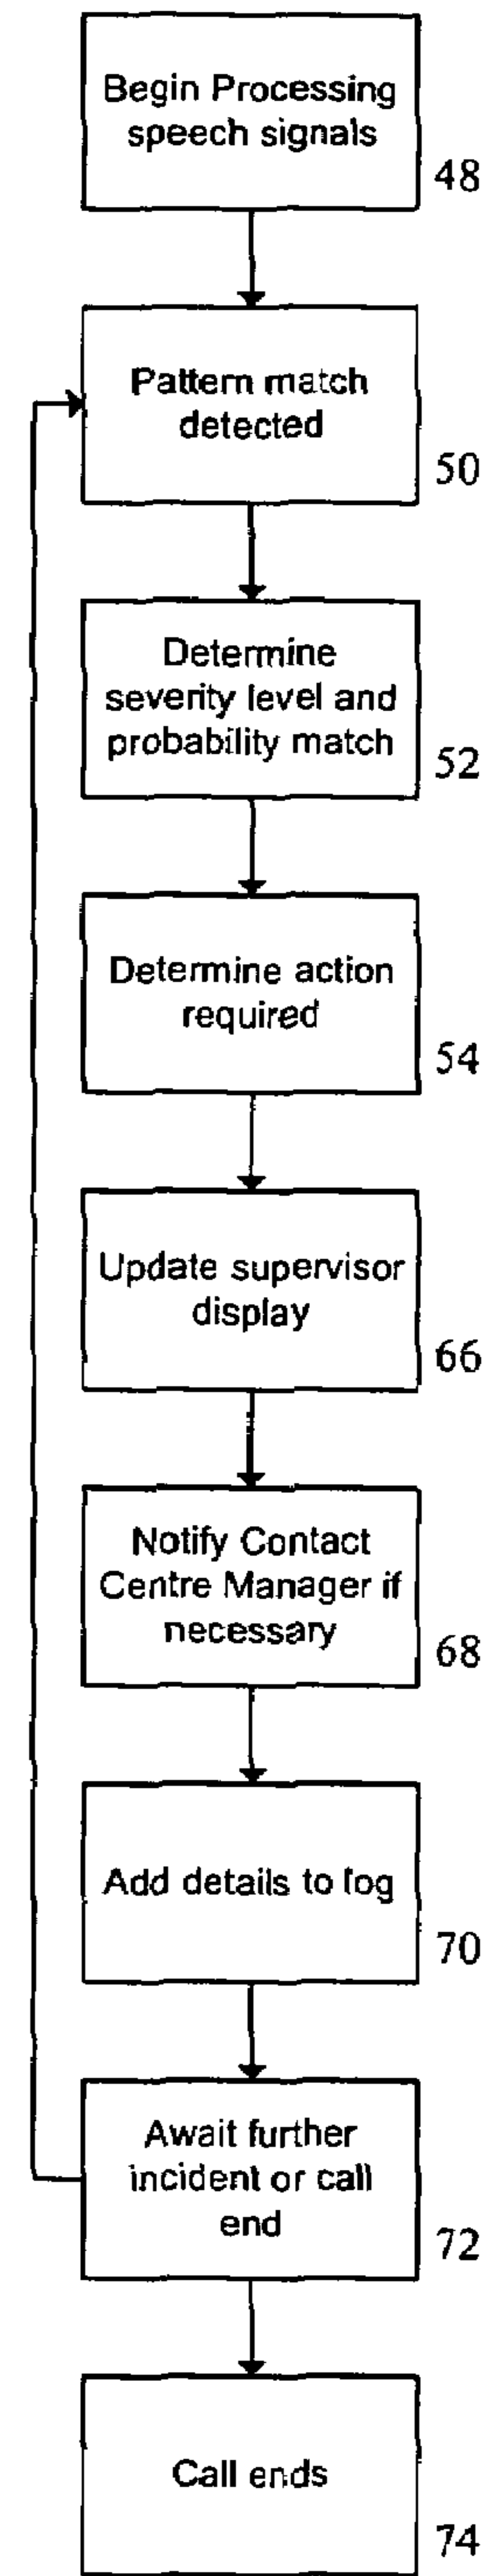 Begin Processing
speech signals
48
Pattern match
detected
50
Determine
severity level and
probability match
52
Determine action
required
54
Update supervisor
display
66
Notify Contact
Centre Manager if
necessary
68
Add details to log
70
Await further
incident or call
end
72
Call ends
74